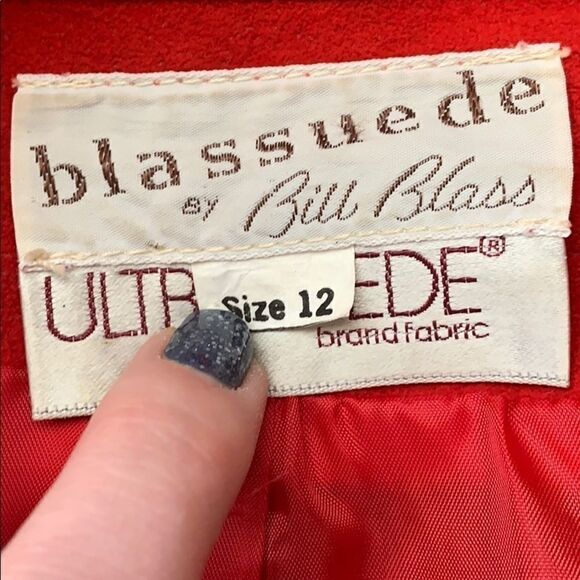 blassuede
BY Bill Blass
ULTR EDE®
Size 12
brand fabric